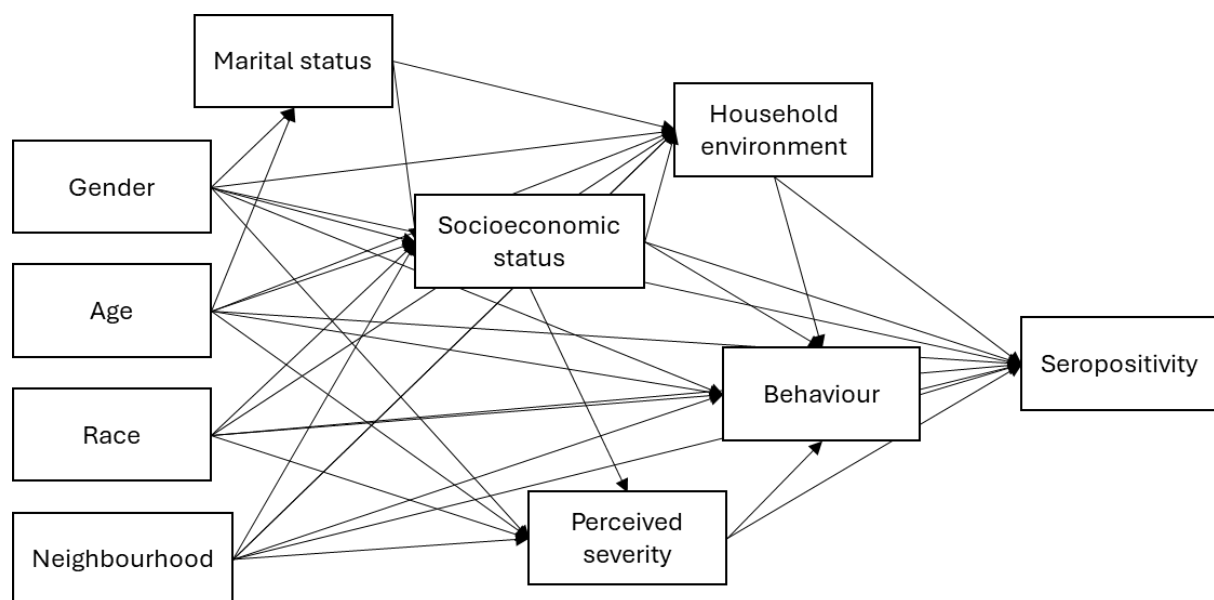 Marital status
Household
environment
Gender
Socioeconomic
status
Age
Seropositivity
Behaviour
Race
Perceived
severity
Neighbourhood